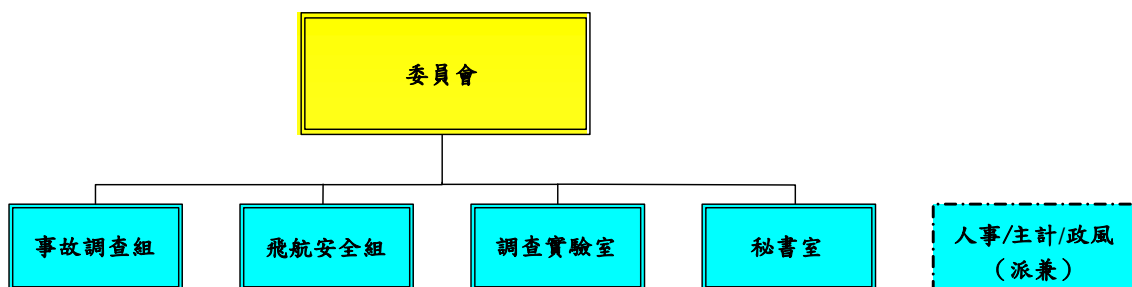 委員會
事故調查組
飛航安全組
調查實驗室
秘書室
人事/主計/政風
（派兼）